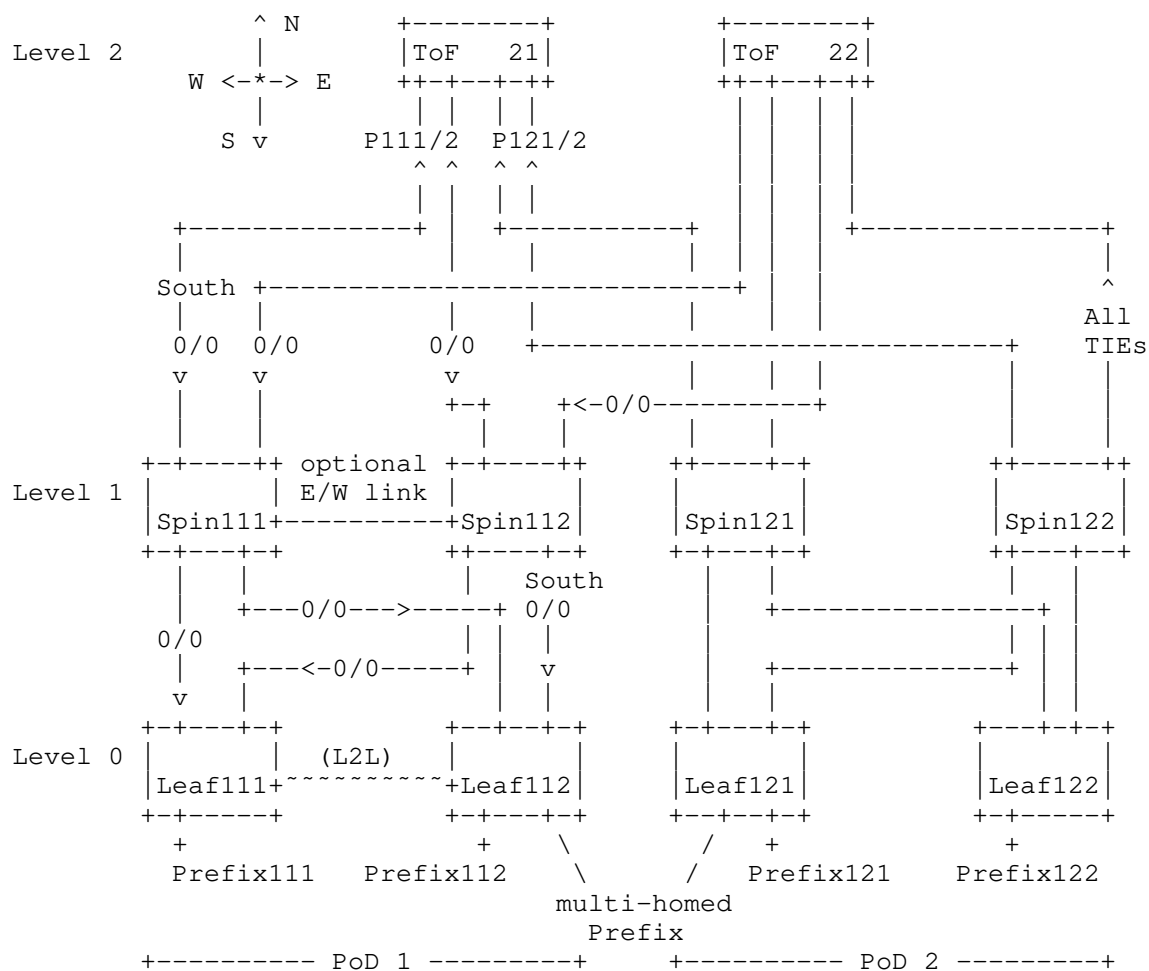 ^ N
Level 2 ToF 21 ToF 22
W <-*-> E
S v P111/2 P121/2
^ ^ ^ ^
South ^
All
0/0 0/0 0/0 TIEs
v v v
<-0/0
optional
Level 1 E/W link
Spin111 Spin112 Spin121 Spin122
South
0/0---> 0/0
0/0
<-0/0 v
v
Level 0 (L2L)
Leaf111 ~~~~~~~~~~ Leaf112 Leaf121 Leaf122
+ + \ / + +
Prefix111 Prefix112 \ / Prefix121 Prefix122
multi-homed
Prefix
+---------- PoD 1 ---------+ +---------- PoD 2 ---------+